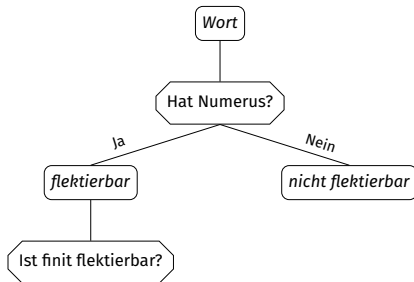 Wort
Hat Numerus?
Ja
Nein
flektierbar
nicht flektierbar
Ist finit flektierbar?